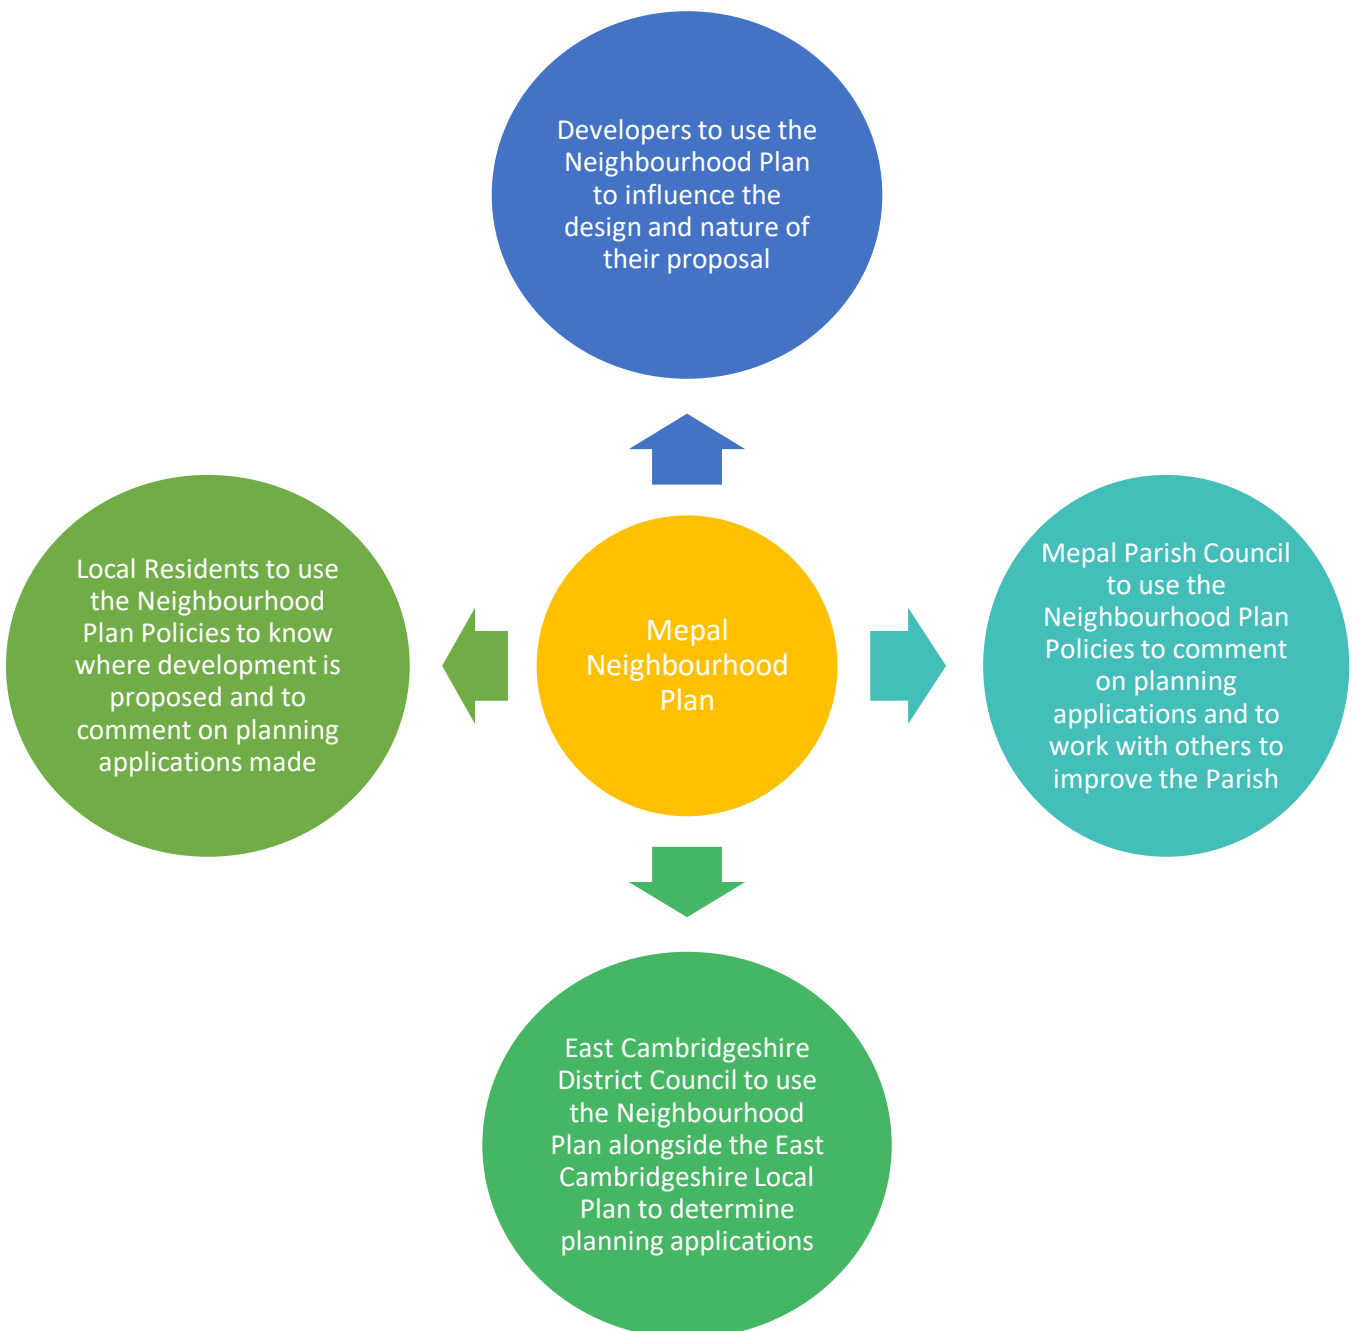 Developers to use the
Neighbourhood Plan
to influence the
design and nature of
their proposal
Local Residents to use
the Neighbourhood
Plan Policies to know
where development is
proposed and to
comment on planning
applications made
Mepal
Neighbourhood
Plan
Mepal Parish Council
to use the
Neighbourhood Plan
Policies to comment
on planning
applications and to
work with others to
improve the Parish
East Cambridgeshire
District Council to use
the Neighbourhood
Plan alongside the East
Cambridgeshire Local
Plan to determine
planning applications